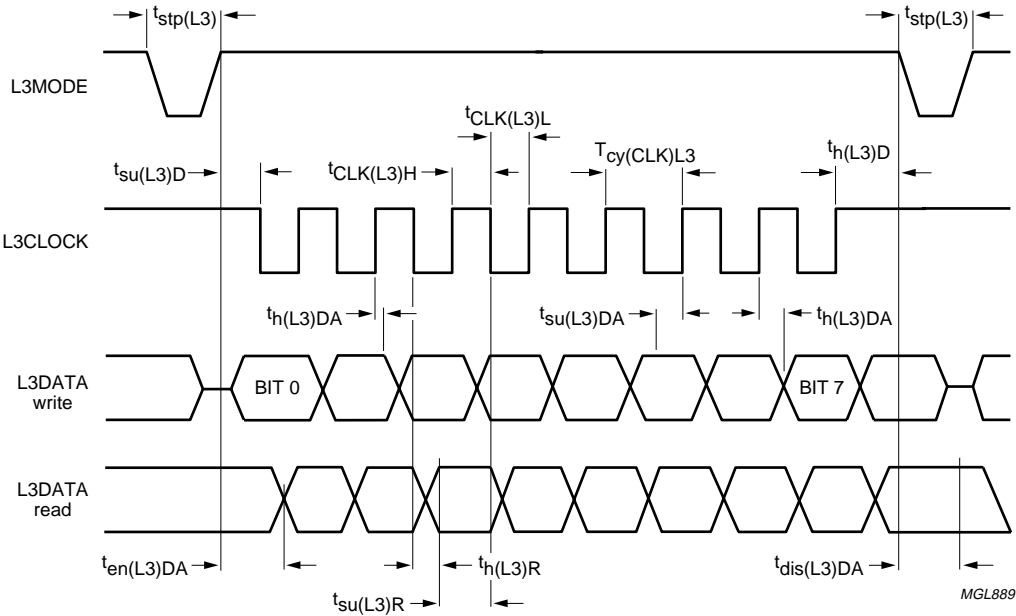 tstp(L3) tstp(L3)
L3MODE
tCLK(L3)L
tsu(L3)D tCLK(L3)H Tcy(CLK)L3 th(L3)D
L3CLOCK
th(L3)DA tsu(L3)DA th(L3)DA
L3DATA
write
BIT 0 BIT 7
L3DATA
read
ten(L3)DA th(L3)R tdis(L3)DA
tsu(L3)R
MGL889